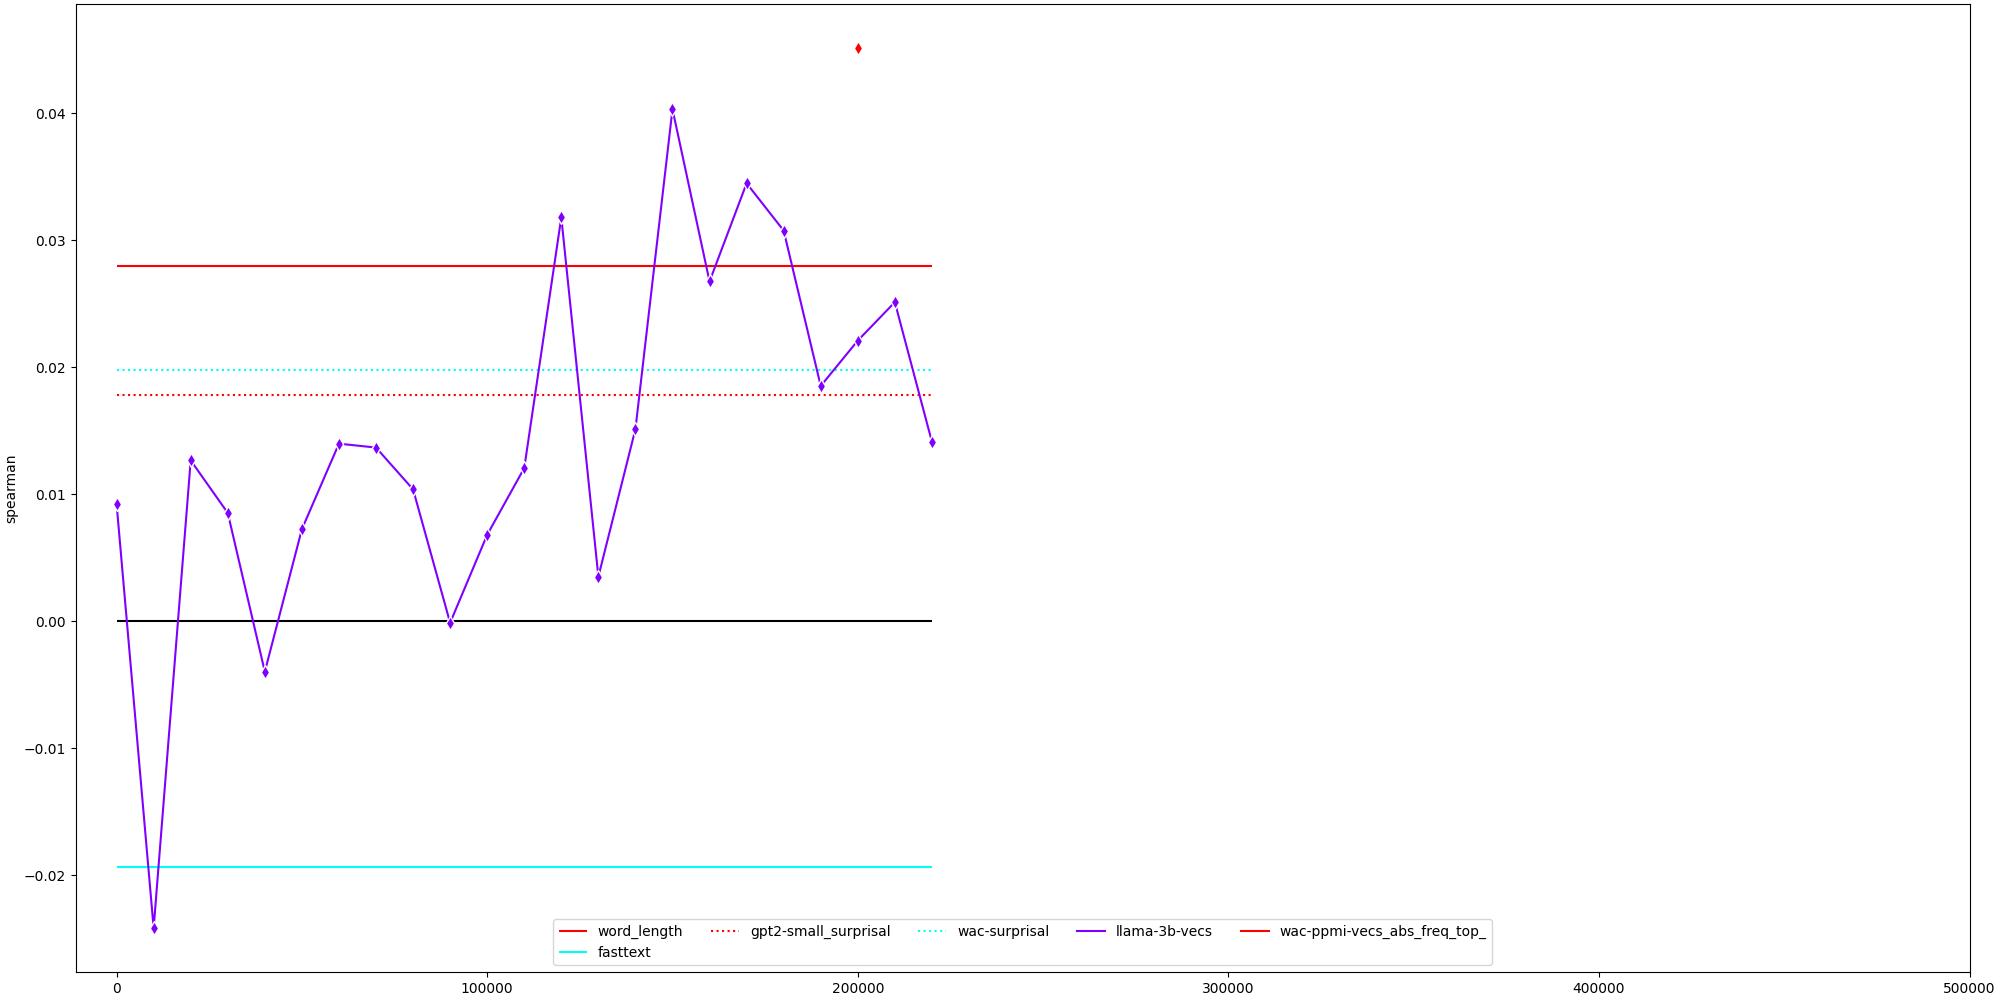 0.04
0.03
0.02
0.01
0.00
−0.01
−0.02
spearman
word_length gpt2-small_surprisal wac-surprisal llama-3b-vecs wac-ppmi-vecs_abs_freq_top_
fasttext
0 100000 200000 300000 400000 500000